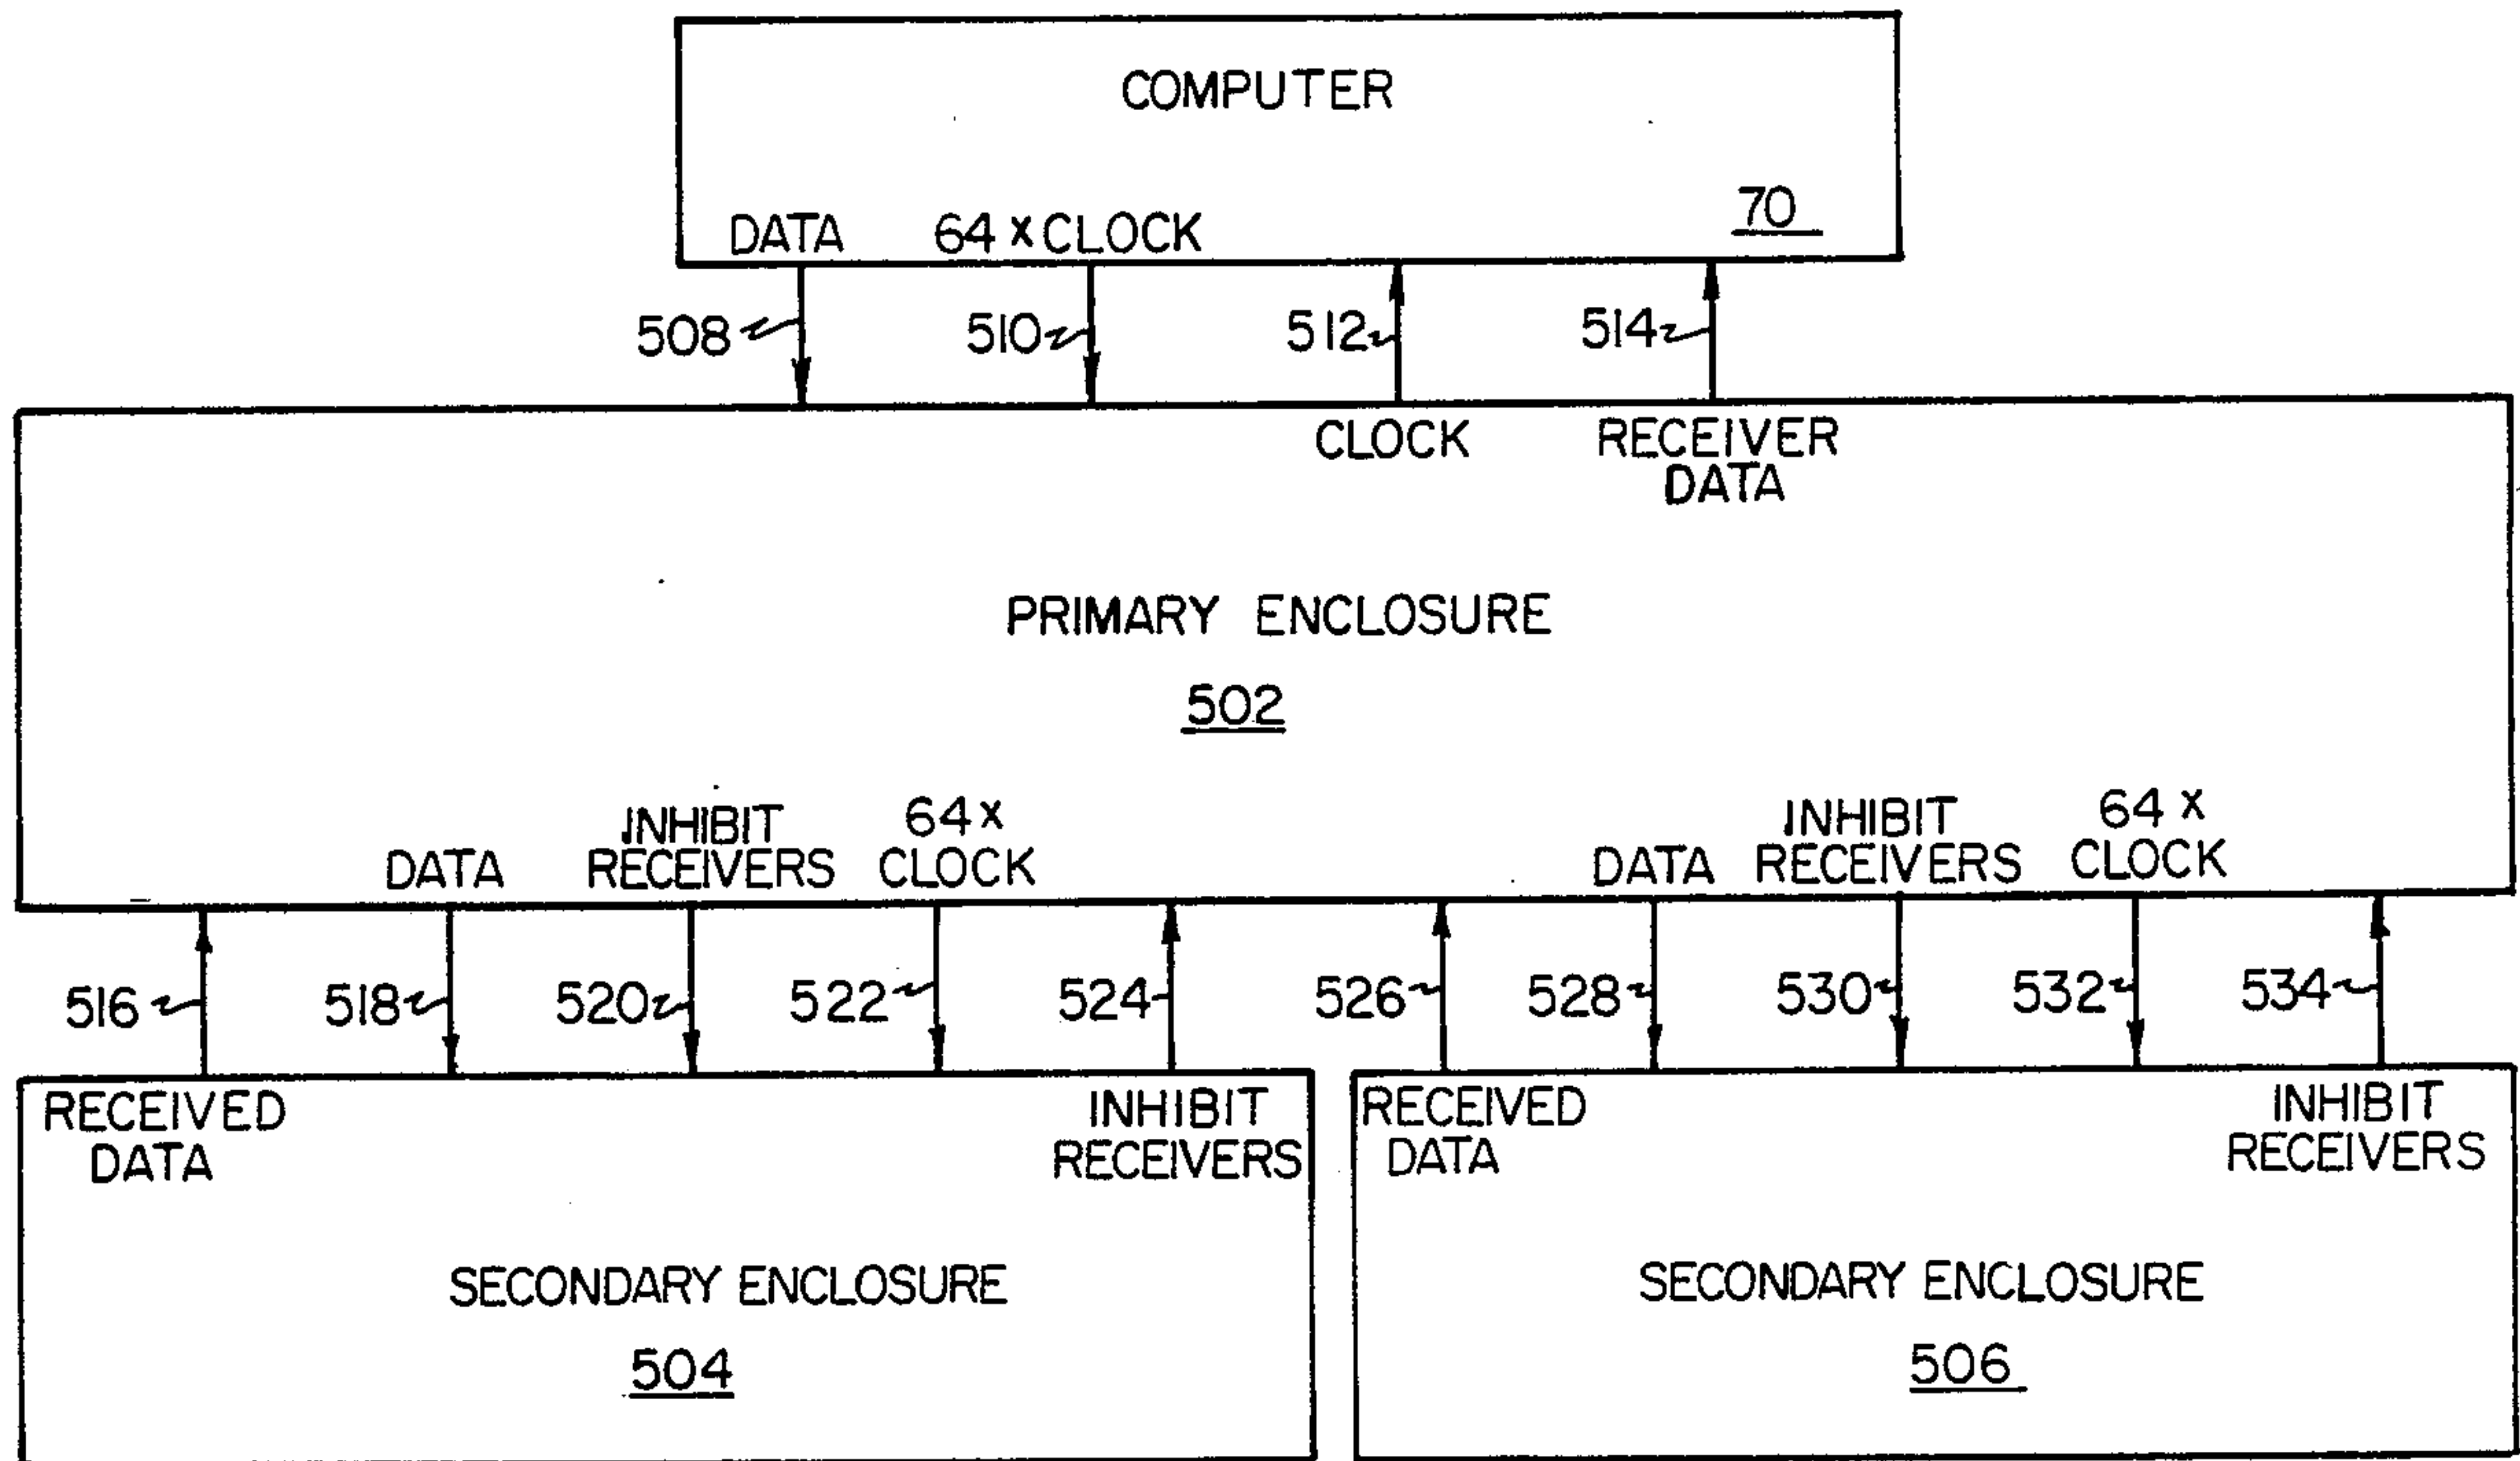 COMPUTER
70
DATA 64 x CLOCK
508 510 512 514
CLOCK RECEIVER
DATA
PRIMARY ENCLOSURE
502
DATA
INHIBIT
RECEIVERS
64 x
CLOCK
DATA
INHIBIT
RECEIVERS
64 x
CLOCK
516 518 520 522 524 526 528 530 532 534
RECEIVED
DATA
INHIBIT
RECEIVERS
RECEIVED
DATA
INHIBIT
RECEIVERS
SECONDARY ENCLOSURE
504
SECONDARY ENCLOSURE
506